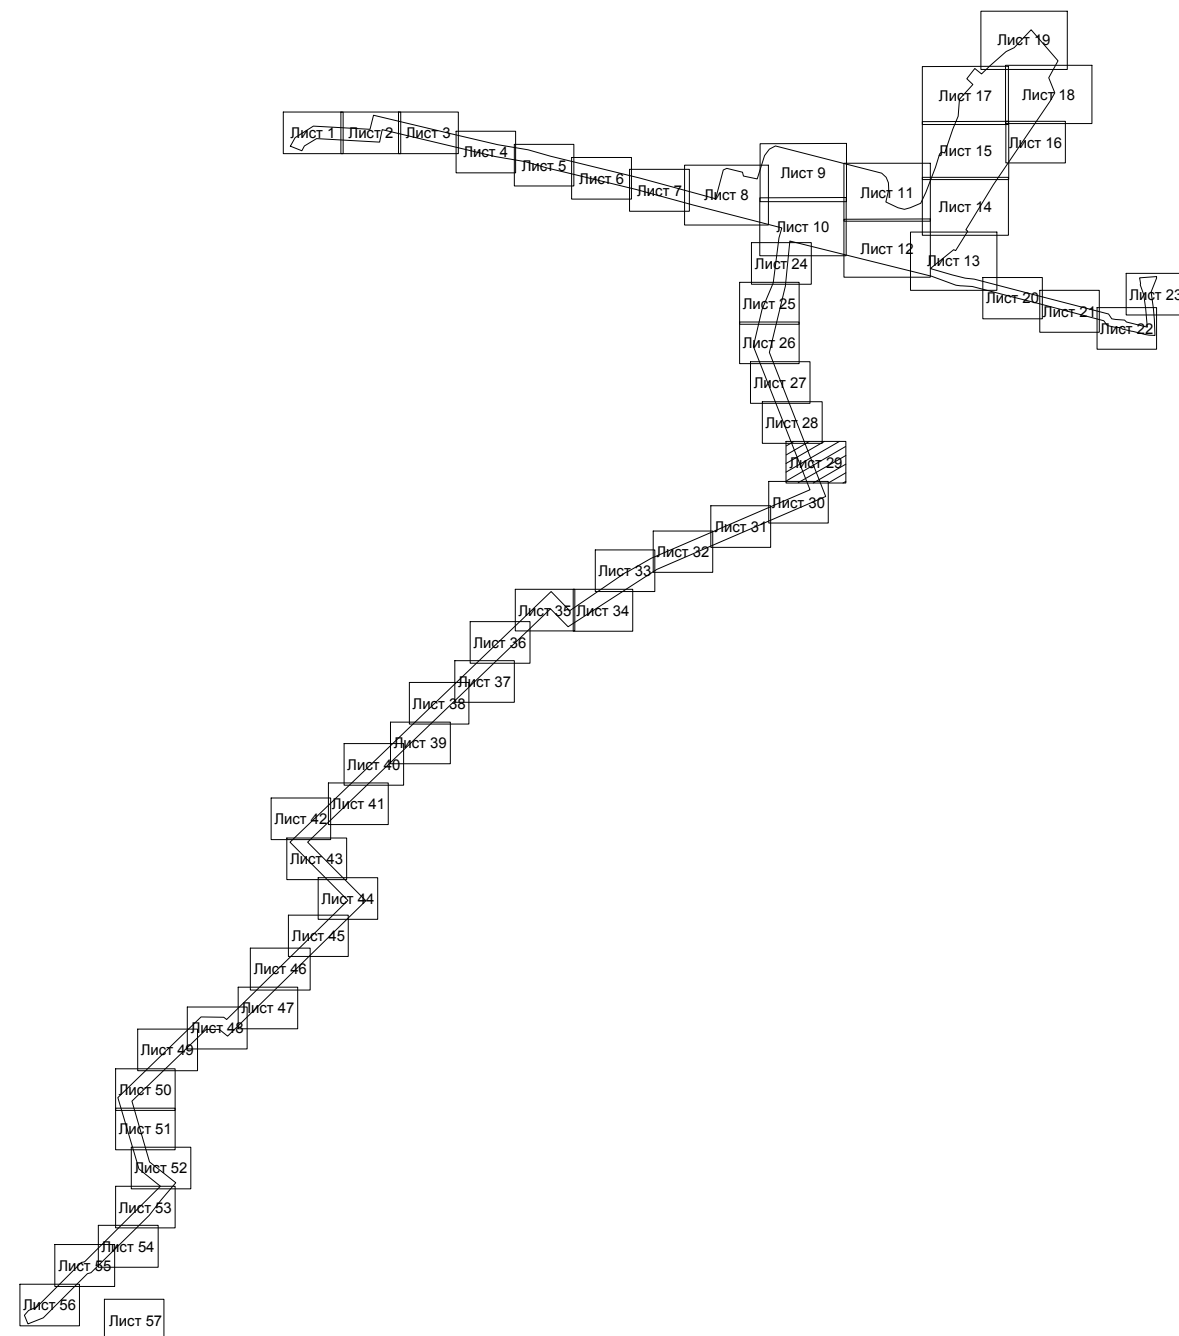 Лист 1
Лист 2
Лист 3
Лист 4
Лист 5
Лист 6
Лист 7
Лист 8
Лист 9
Лист 10
Лист 11
Лист 12
Лист 13
Лист 14
Лист 15
Лист 16
Лист 17
Лист 18
Лист 19
Лист 20
Лист 21
Лист 22
Лист 23
Лист 24
Лист 25
Лист 26
Лист 27
Лист 28
Лист 29
Лист 30
Лист 31
Лист 32
Лист 33
Лист 34
Лист 35
Лист 36
Лист 37
Лист 38
Лист 39
Лист 40
Лист 41
Лист 42
Лист 43
Лист 44
Лист 45
Лист 46
Лист 47
Лист 48
Лист 49
Лист 50
Лист 51
Лист 52
Лист 53
Лист 54
Лист 55
Лист 56
Лист 57